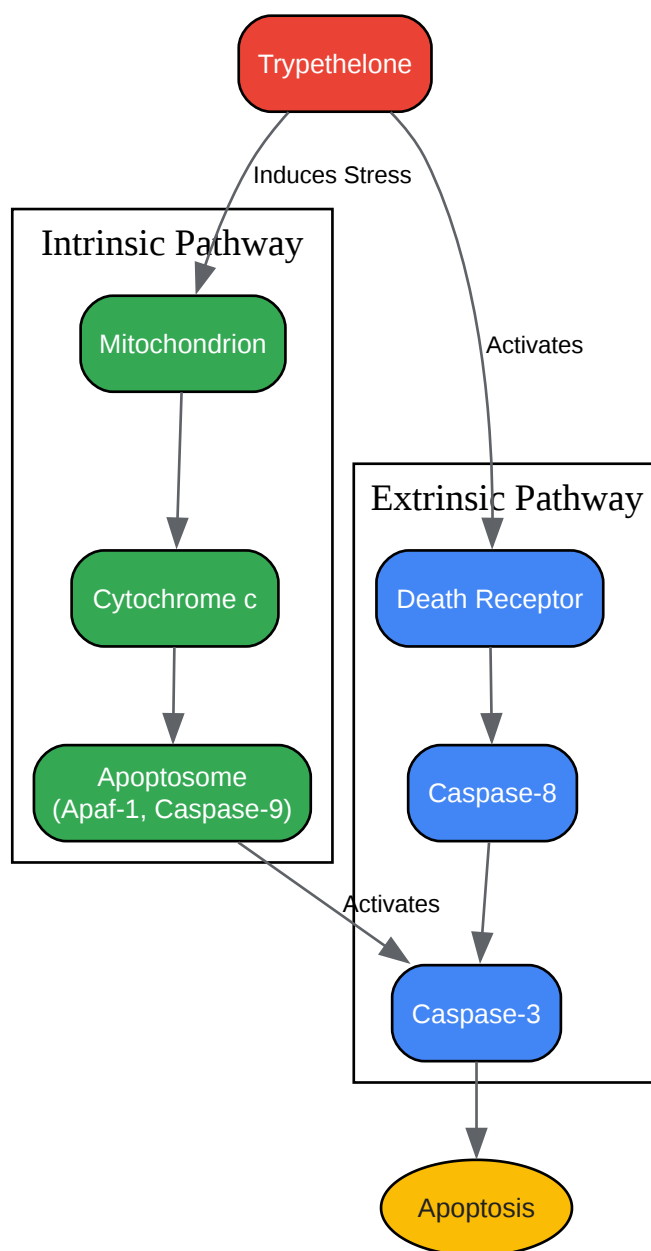 Trypethelone
Induces Stress
Intrinsic Pathway
Mitochondrion
Activates
Extrinsic Pathway
Cytochrome c
Death Receptor
Apoptosome
(Apaf-1, Caspase-9)
Caspase-8
Activates
Caspase-3
Apoptosis